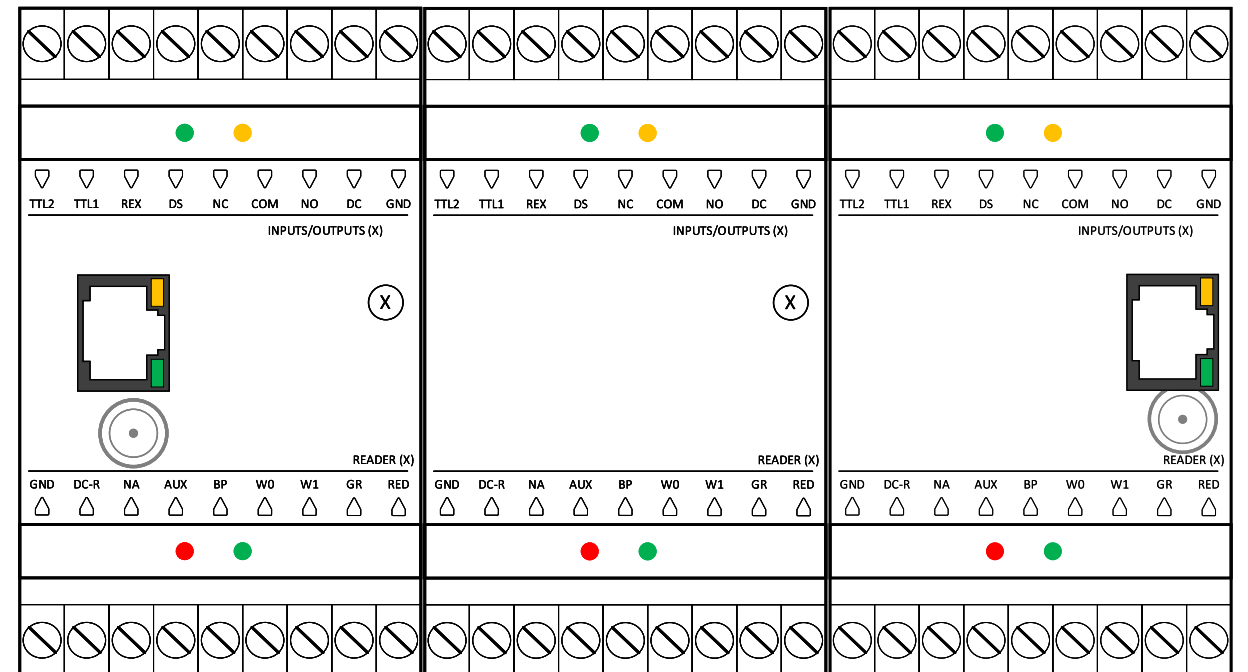 TTL2 TTL1 REX DS NC COM NO DC GND TTL2 TTL1 REX DS NC COM NO DC GND TTL2 TTL1 REX DS NC COM NO DC GND
INPUTS/OUTPUTS (X) INPUTS/OUTPUTS (X) INPUTS/OUTPUTS (X)
X X
READER (X) READER (X) READER (X)
GND DC-R NA AUX BP W0 W1 GR RED GND DC-R NA AUX BP W0 W1 GR RED GND DC-R NA AUX BP W0 W1 GR RED